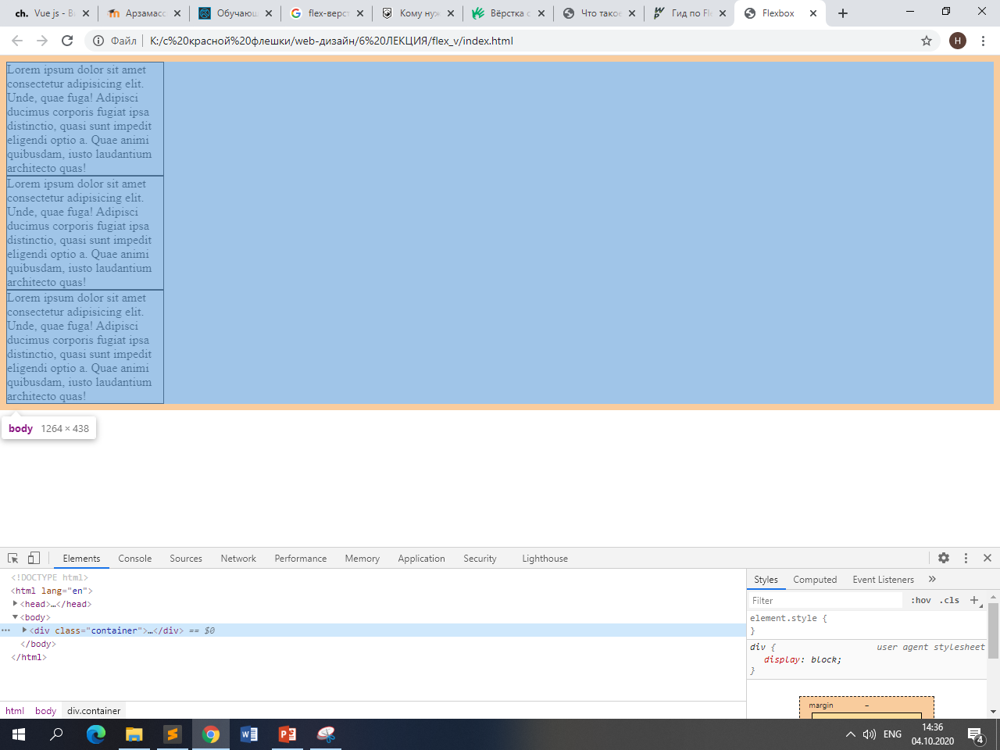 ch. Vue js - В
Арзамасс
Обучающ
flex-верст
Кому нуж
Вёрстка с
Что такое
Гид по Fle
Flexbox
Файл | K:/с%20красной%20флешки/web-дизайн/6%20ЛЕКЦИЯ/flex_v/index.html
Н
Lorem ipsum dolor sit amet
consectetur adipisicing elit.
Unde, quae fuga! Adipisci
ducimus corporis fugiat ipsa
distinctio, quasi sunt impedit
eligendi optio a. Quae animi
quibusdam, iusto laudantium
architecto quas!
Lorem ipsum dolor sit amet
consectetur adipisicing elit.
Unde, quae fuga! Adipisci
ducimus corporis fugiat ipsa
distinctio, quasi sunt impedit
eligendi optio a. Quae animi
quibusdam, iusto laudantium
architecto quas!
Lorem ipsum dolor sit amet
consectetur adipisicing elit.
Unde, quae fuga! Adipisci
ducimus corporis fugiat ipsa
distinctio, quasi sunt impedit
eligendi optio a. Quae animi
quibusdam, iusto laudantium
architecto quas!
body 1264 × 438
Elements Console Sources Network Performance Memory Application Security Lighthouse
<!DOCTYPE html>
<html lang="en">
<head>…</head>
<body>
<div class="container">…</div> == $0
</body>
</html>
html body div.container
Styles Computed Event Listeners »
Filter :hov .cls +
element.style {
}
div { user agent stylesheet
display: block;
}
margin -
ENG
14:36
04.10.2020
4